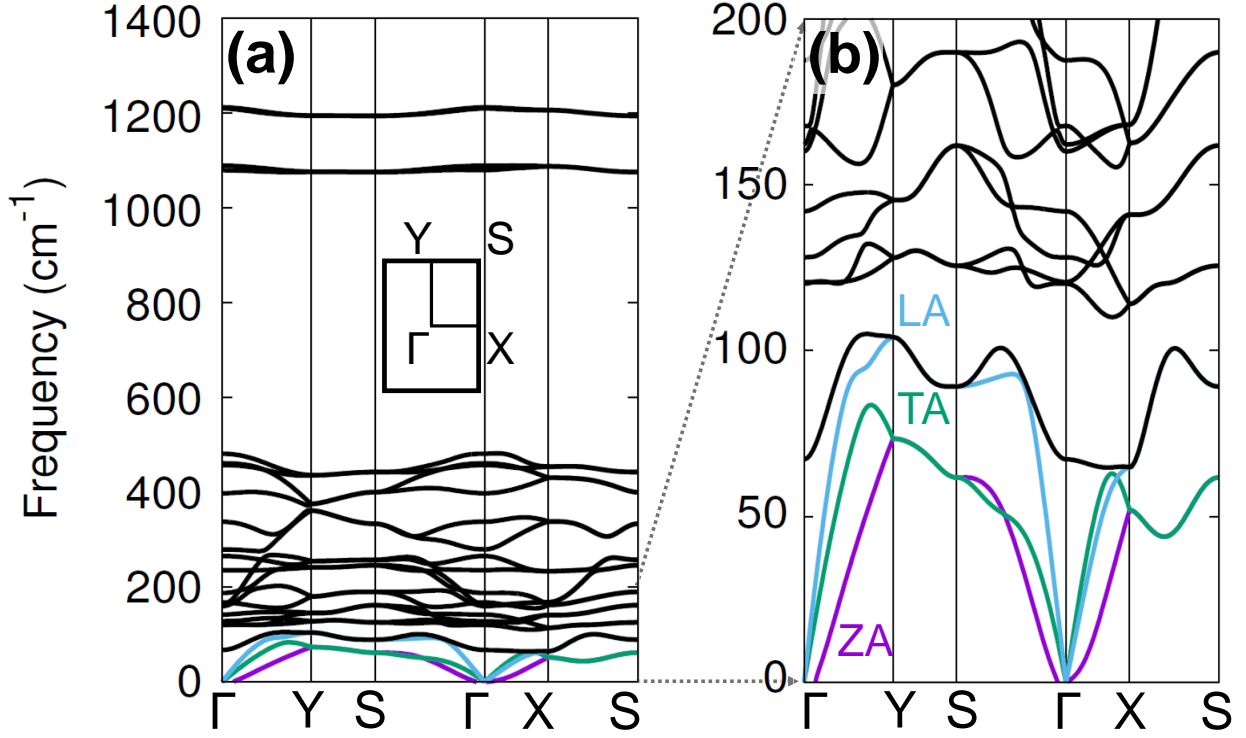 (a)
Frequency (cm-1)
1400
1200
1000
800
600
400
200
0
Y
S
Γ
X
Γ Y S Γ X S
(b)
200
150
100
50
0
LA
TA
ZA
Γ Y S Γ X S